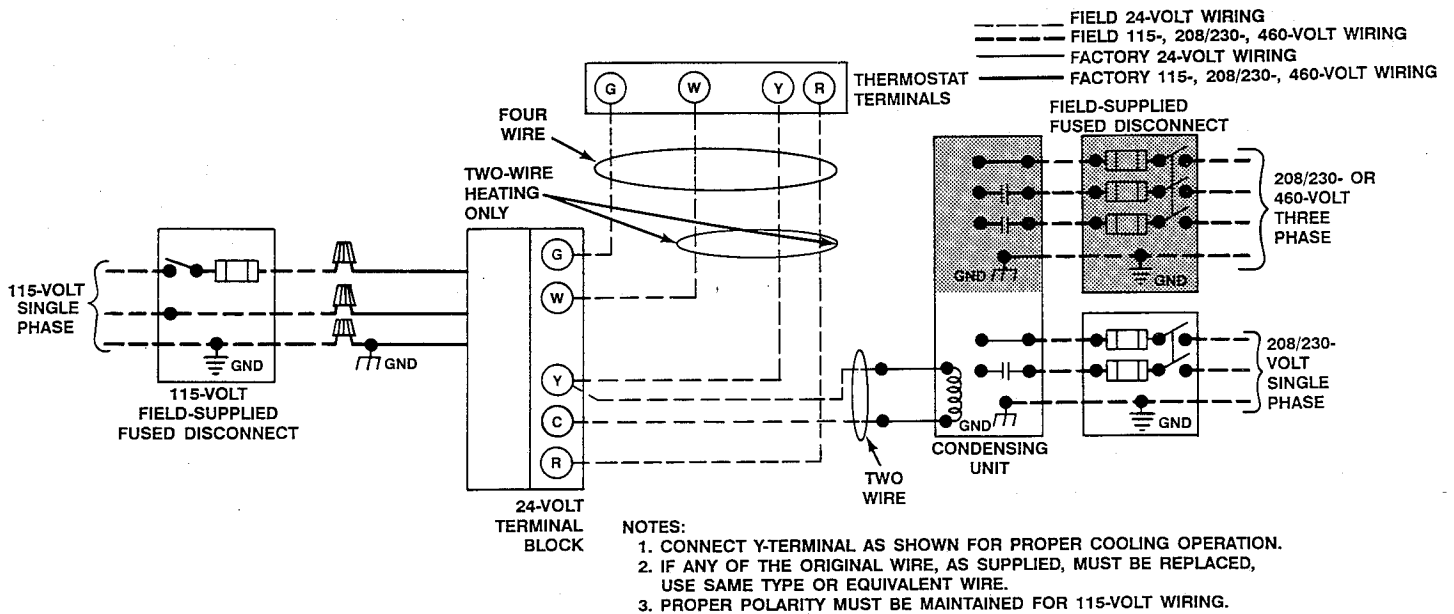 FIELD 24-VOLT WIRING
FIELD 115-, 208/230-, 460-VOLT WIRING
FACTORY 24-VOLT WIRING
FACTORY 115-, 208/230-, 460-VOLT WIRING
G
W
Y
R
THERMOSTAT
TERMINALS
FOUR
WIRE
TWO-WIRE
HEATING
ONLY
FIELD-SUPPLIED
FUSED DISCONNECT
GND
GND
208/230- OR
460-VOLT
THREE
PHASE
115-VOLT
SINGLE
PHASE
GND
GND
115-VOLT
FIELD-SUPPLIED
FUSED DISCONNECT
G
W
Y
C
R
24-VOLT
TERMINAL
BLOCK
TWO
WIRE
GND
CONDENSING
UNIT
GND
208/230-
VOLT
SINGLE
PHASE
NOTES:
1. CONNECT Y-TERMINAL AS SHOWN FOR PROPER COOLING OPERATION.
2. IF ANY OF THE ORIGINAL WIRE, AS SUPPLIED, MUST BE REPLACED,
USE SAME TYPE OR EQUIVALENT WIRE.
3. PROPER POLARITY MUST BE MAINTAINED FOR 115-VOLT WIRING.